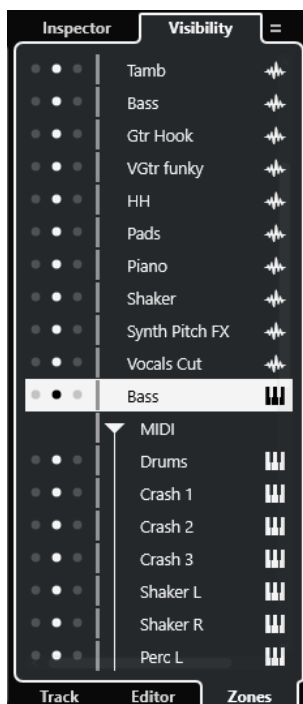 Inspector Visibility
Tamb
Bass
Gtr Hook
VGtr funky
HH
Pads
Piano
Shaker
Synth Pitch FX
Vocals Cut
Bass
MIDI
Drums
Crash 1
Crash 2
Crash 3
Shaker L
Shaker R
Perc L
Track Editor Zones